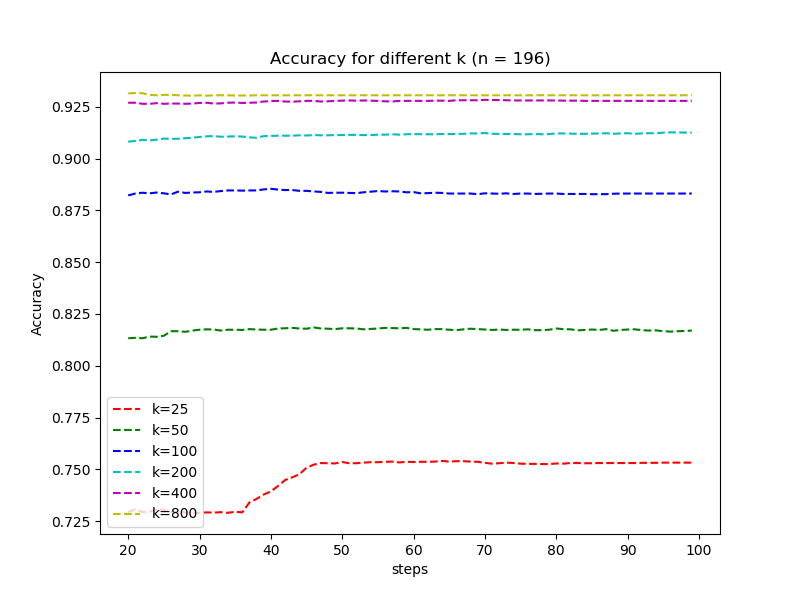 Accuracy for different k (n = 196)
Accuracy
0.925
0.900
0.875
0.850
0.825
0.800
0.775
0.750
0.725
k=25
k=50
k=100
k=200
k=400
k=800
20 30 40 50 60 70 80 90 100
steps